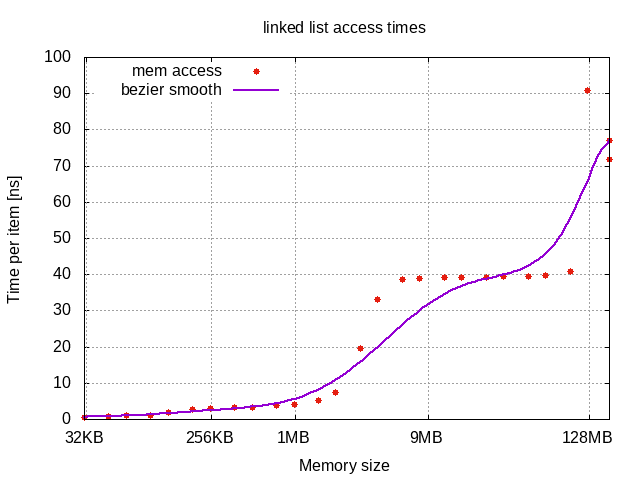 linked list access times
100
90
80
70
60
50
40
30
20
10
0
Time per item [ns]
mem access
bezier smooth
32KB 256KB 1MB 9MB 128MB
Memory size